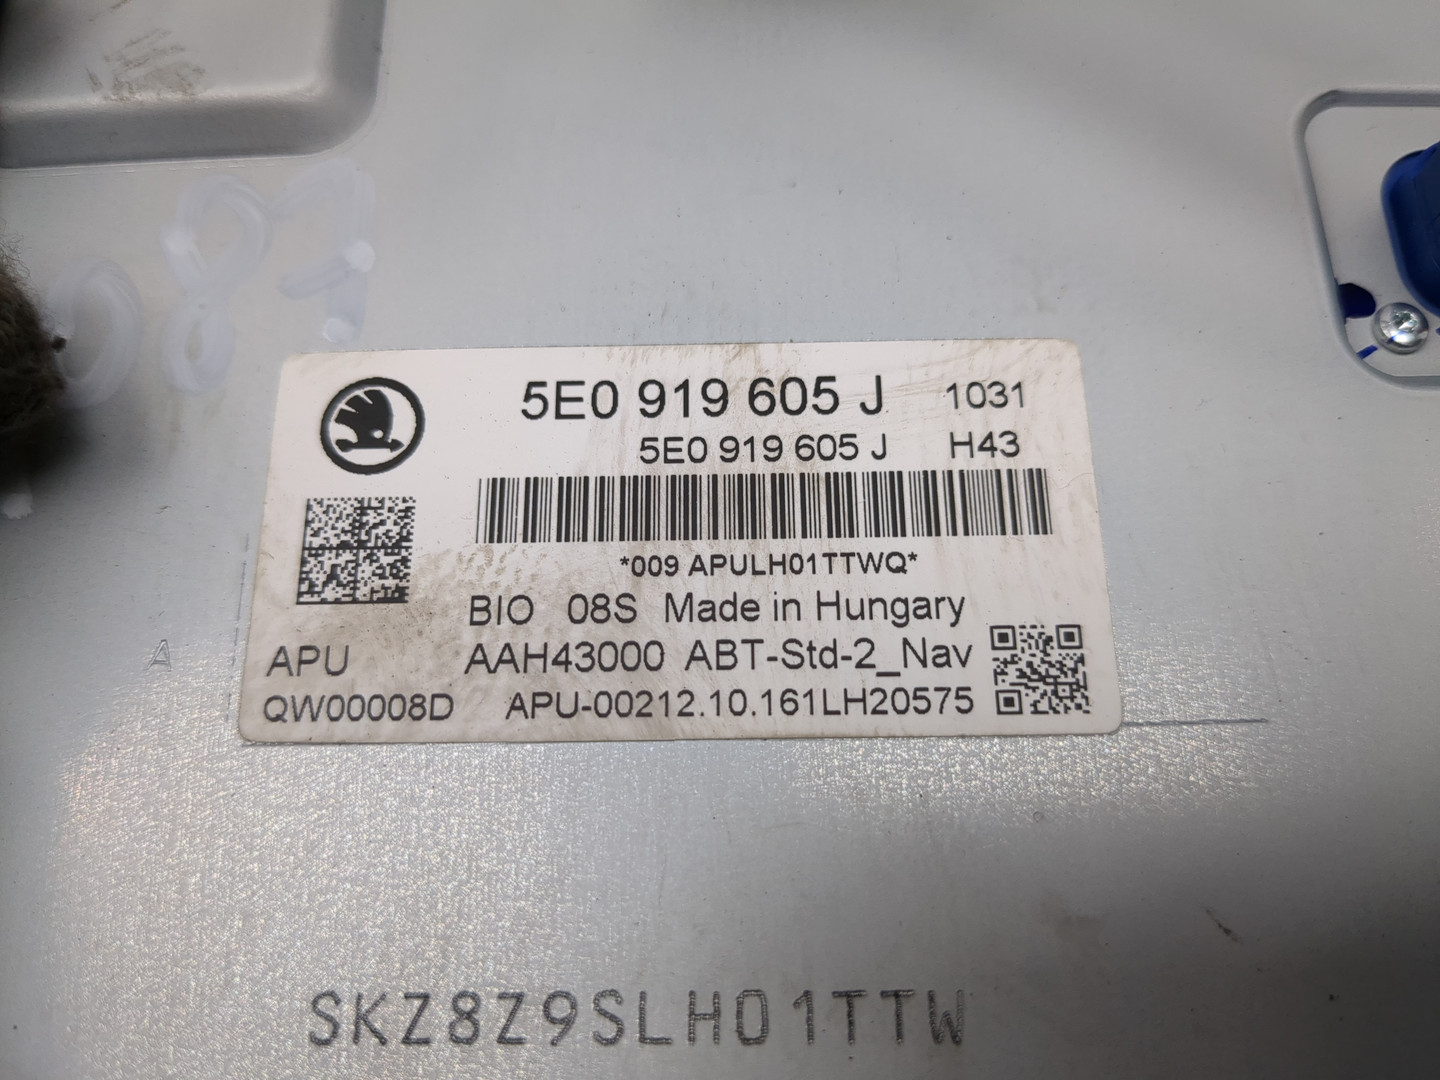 087
5E0 919 605 J 1031
5E0 919 605 J H43
*009 APULH01TTWQ*
BIO 08S Made in Hungary
A
APU AAH43000 ABT-Std-2_Nav
QW00008D APU-00212.10.161LH20575
SKZ8Z9SLH01TTW